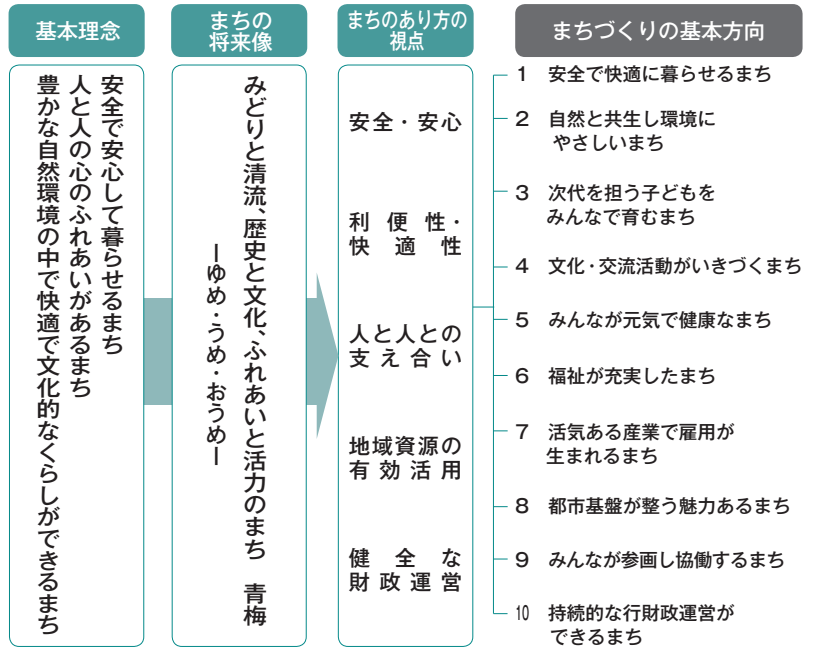 基本理念
安全で安心して暮らせるまち
人と人の心のふれあいがあるまち
豊かな自然環境の中で快適で文化的なくらしができるまち
まちの
将来像
みどりと清流、歴史と文化、ふれあいと活力のまち　青梅
ーゆめ・うめ・おうめー
まちのあり方の
視点
安全・安心
利便性・
快適性
人と人との
支え合い
地域資源の
有効活用
健全な
財政運営
まちづくりの基本方向
1 安全で快適に暮らせるまち
2 自然と共生し環境に
やさしいまち
3 次代を担う子どもを
みんなで育むまち
4 文化・交流活動がいきづくまち
5 みんなが元気で健康なまち
6 福祉が充実したまち
7 活気ある産業で雇用が
生まれるまち
8 都市基盤が整う魅力あるまち
9 みんなが参画し協働するまち
10 持続的な行財政運営が
できるまち